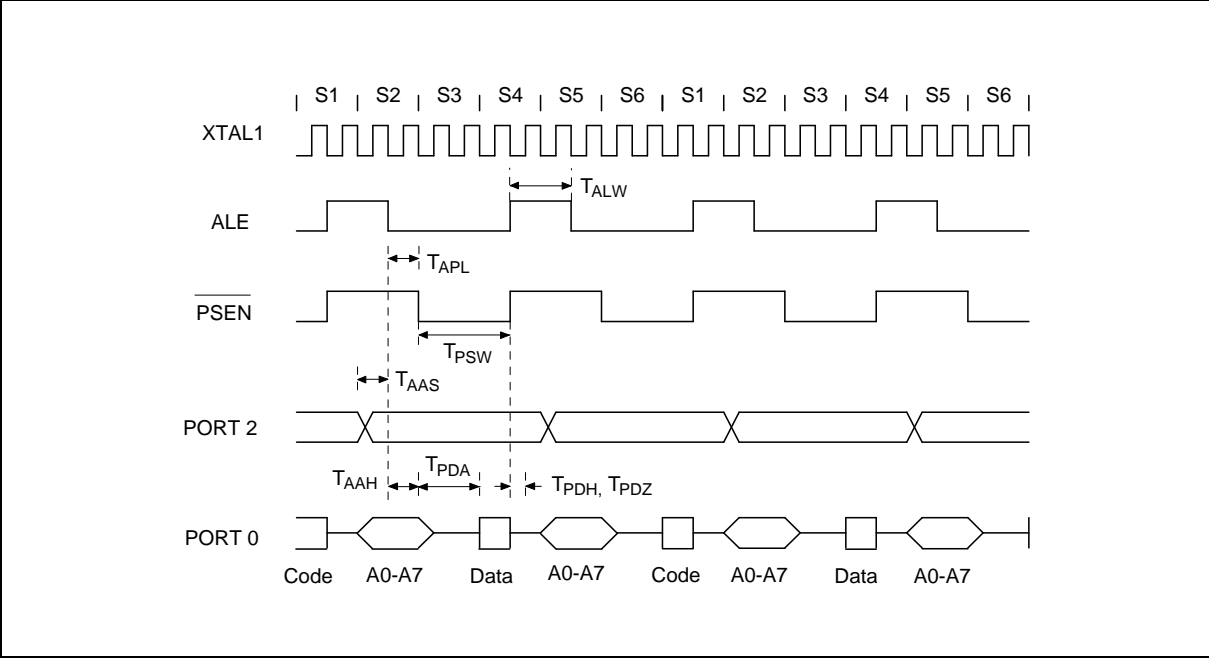 S1 S2 S3 S4 S5 S6 S1 S2 S3 S4 S5 S6
XTAL1
TALW
ALE
TAPL
PSEN
TPSW
TAAS
PORT 2
TAAH TPDA TPDH, TPDZ
PORT 0
Code A0-A7 Data A0-A7 Code A0-A7 Data A0-A7